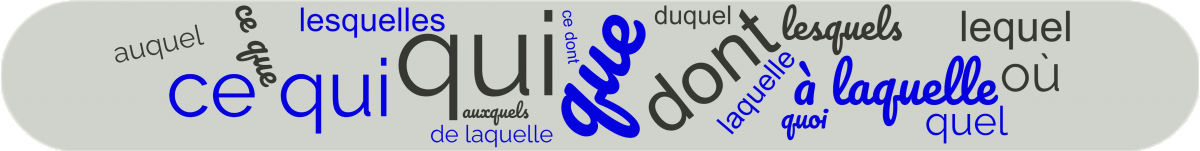 auquel
ce que
ce qui
lesquelles
qui
auxquels
de laquelle
ce dont
que
duquel
dont
laquelle
lesquels
à laquelle
quoi
lequel
où
quel